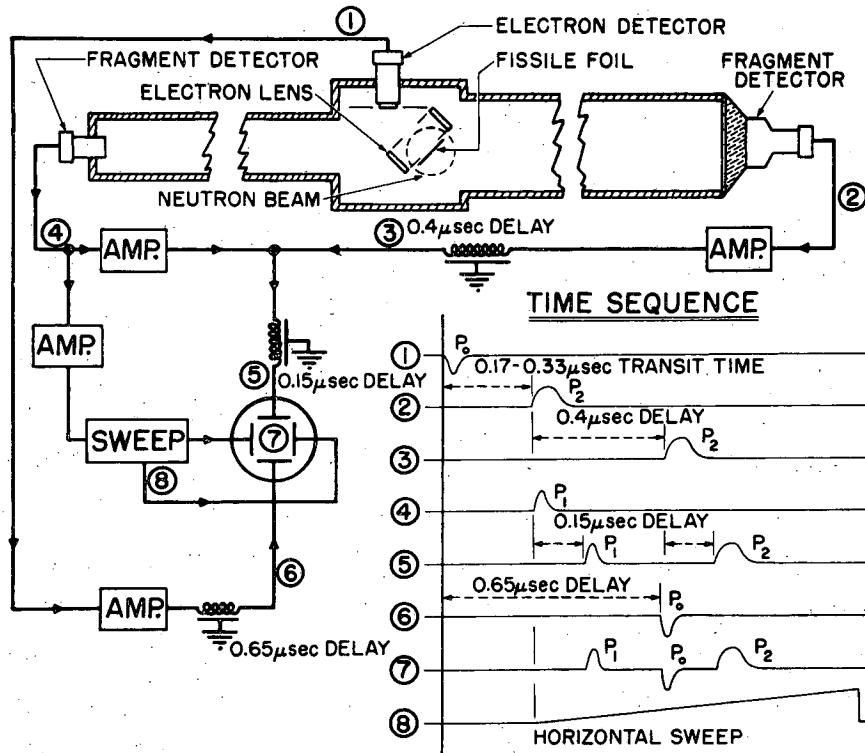 ①
ELECTRON DETECTOR
FRAGMENT DETECTOR
FISSILE FOIL
FRAGMENT
DETECTOR
ELECTRON LENS
NEUTRON BEAM
②
④
③
0.4μsec DELAY
AMP.
AMP.
TIME SEQUENCE
AMP.
⑤
0.15μsec DELAY
SWEEP
⑦
⑧
⑥
AMP.
0.65μsec DELAY
① P₀
0.17-0.33μsec TRANSIT TIME
② P₂
0.4μsec DELAY
③ P₂
④ P₁
0.15μsec DELAY
⑤ P₁ P₂
0.65μsec DELAY
⑥ P₀
⑦ P₁ P₀ P₂
⑧
HORIZONTAL SWEEP